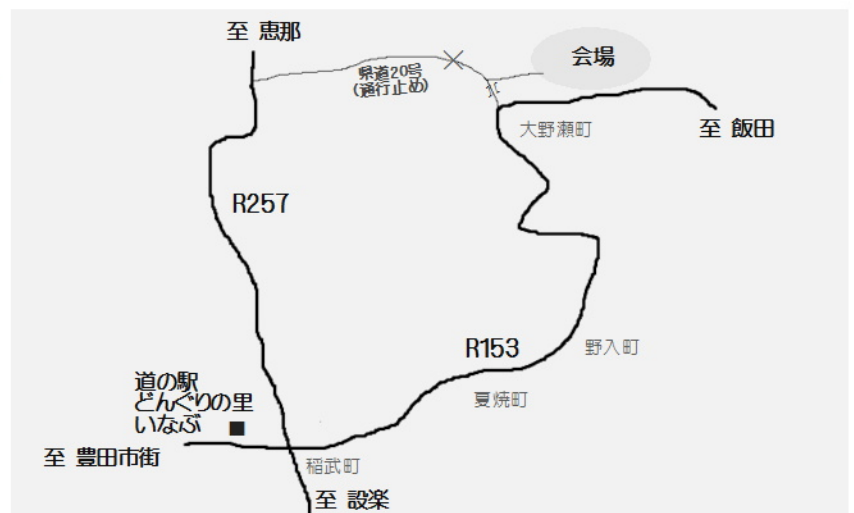 至 恵那
県道20号
(通行止め)
会場
大野瀬町
至 飯田
R257
R153
野入町
道の駅
どんぐりの里
いなぶ
夏焼町
至 豊田市街
稲武町
至 設楽